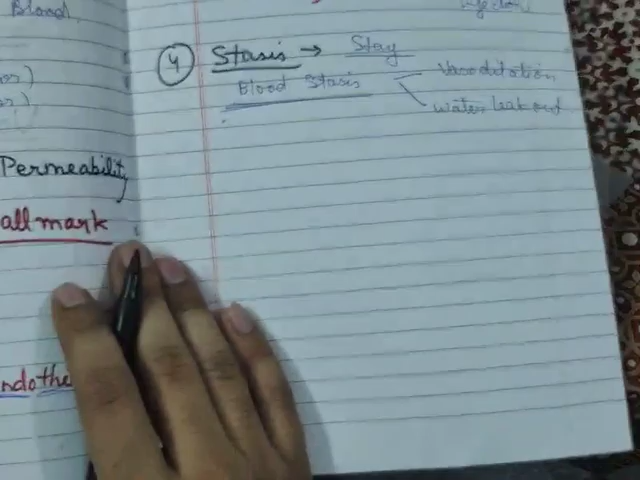 Blood,
④ Stasis → Stay
Blood Stasis
Vasodilation
water leak out
Permeability
all mark
ndothe